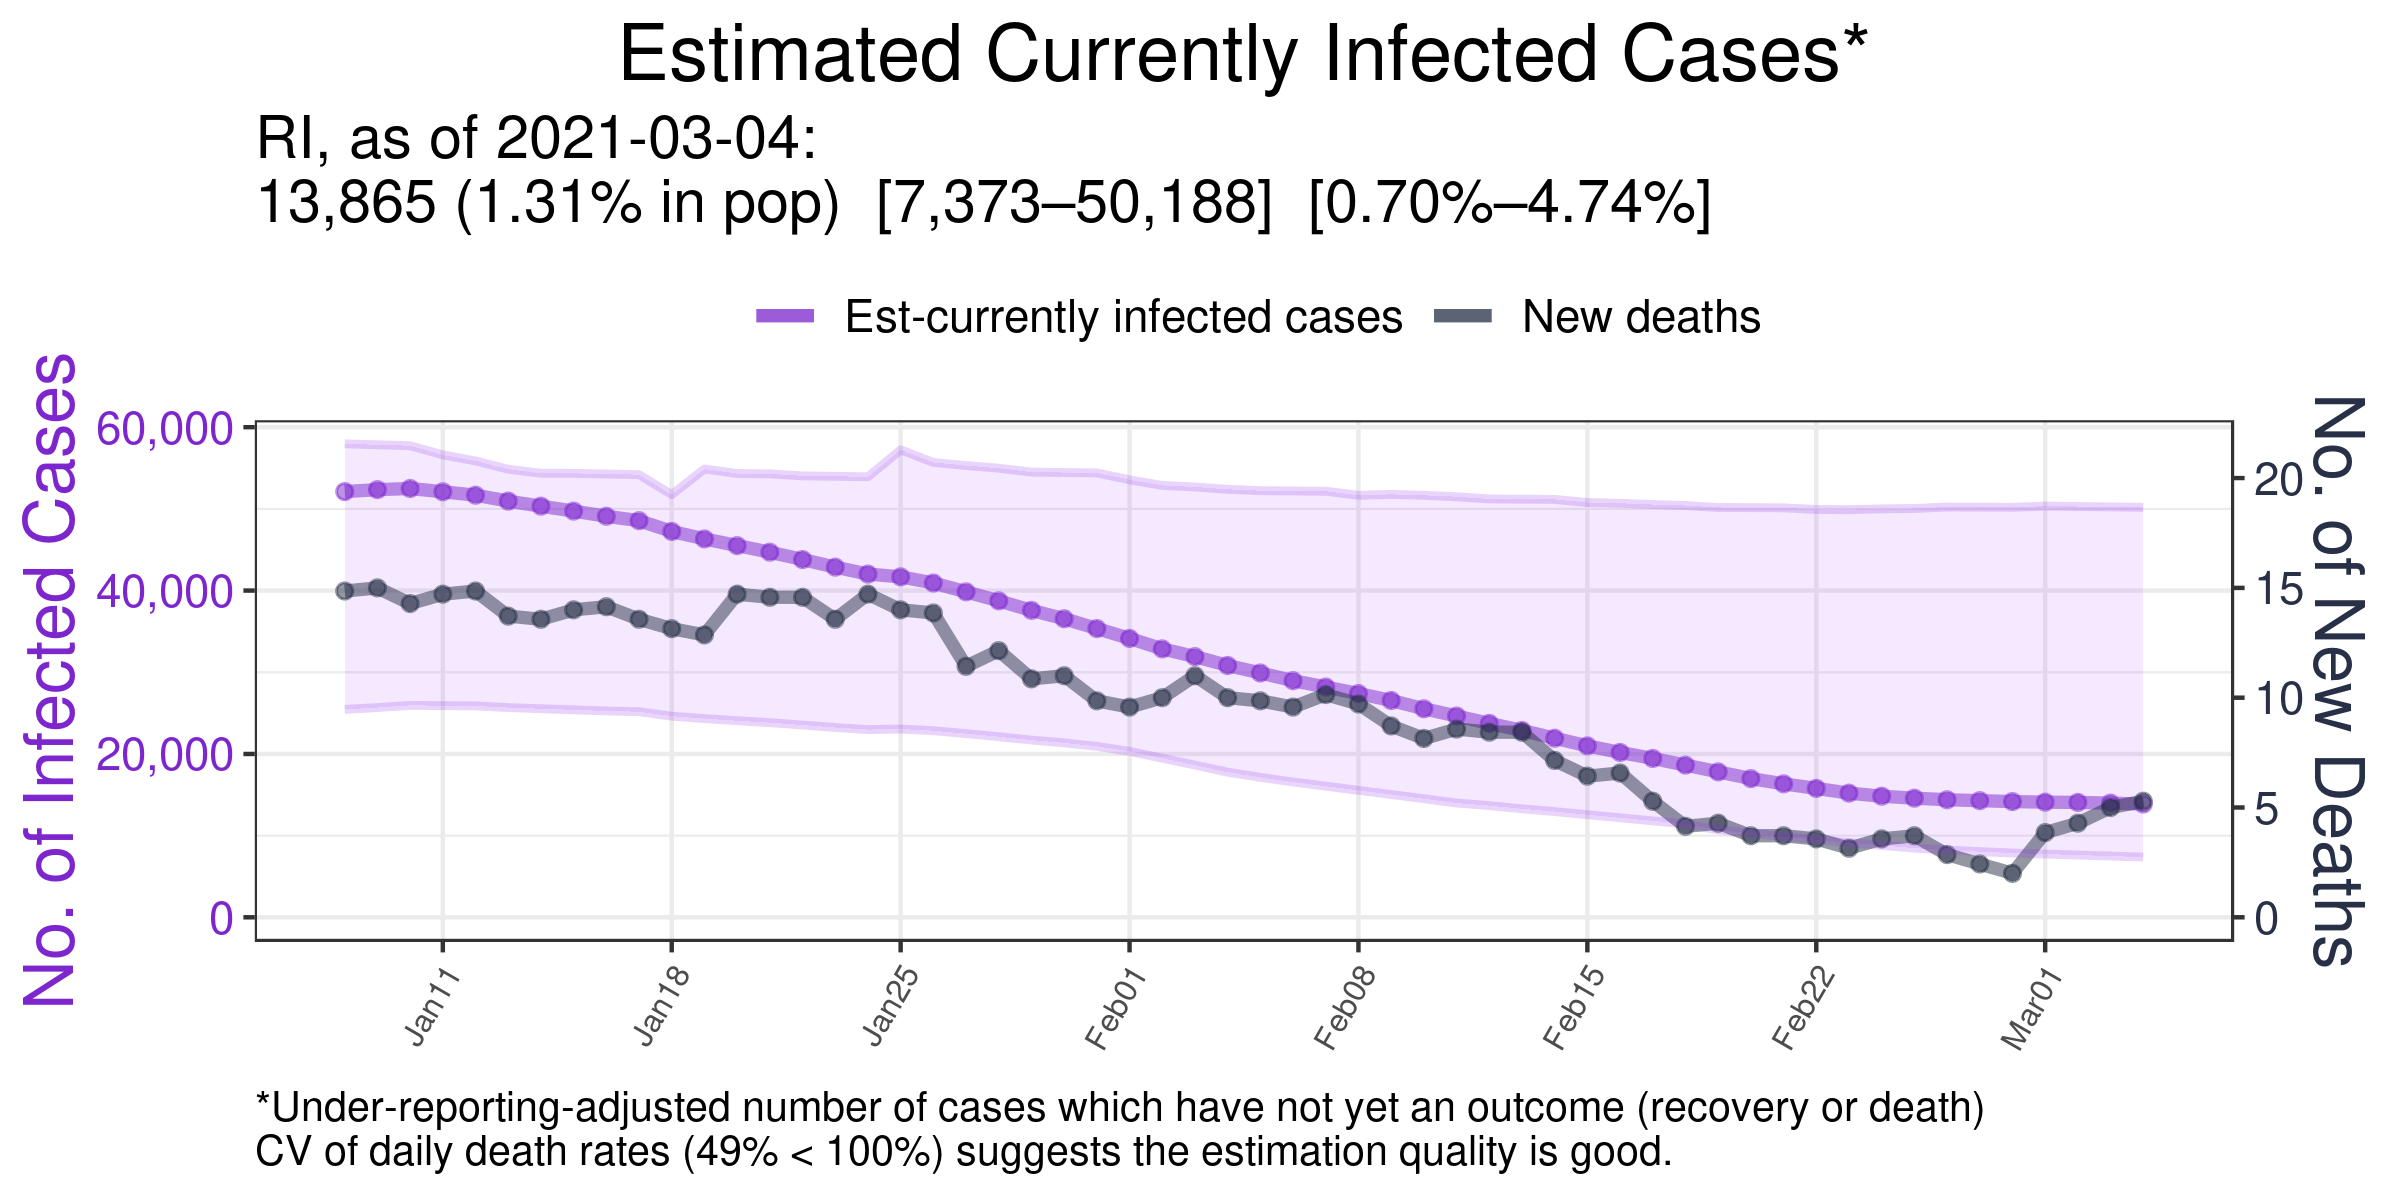 Estimated Currently Infected Cases*
RI, as of 2021-03-04:
13,865 (1.31% in pop)  [7,373–50,188]  [0.70%–4.74%]
Est-currently infected cases
New deaths
No. of Infected Cases
60,000
40,000
20,000
0
20
15
10
5
0
No. of New Deaths
Jan11
Jan18
Jan25
Feb01
Feb08
Feb15
Feb22
Mar01
*Under-reporting-adjusted number of cases which have not yet an outcome (recovery or death)
CV of daily death rates (49% < 100%) suggests the estimation quality is good.